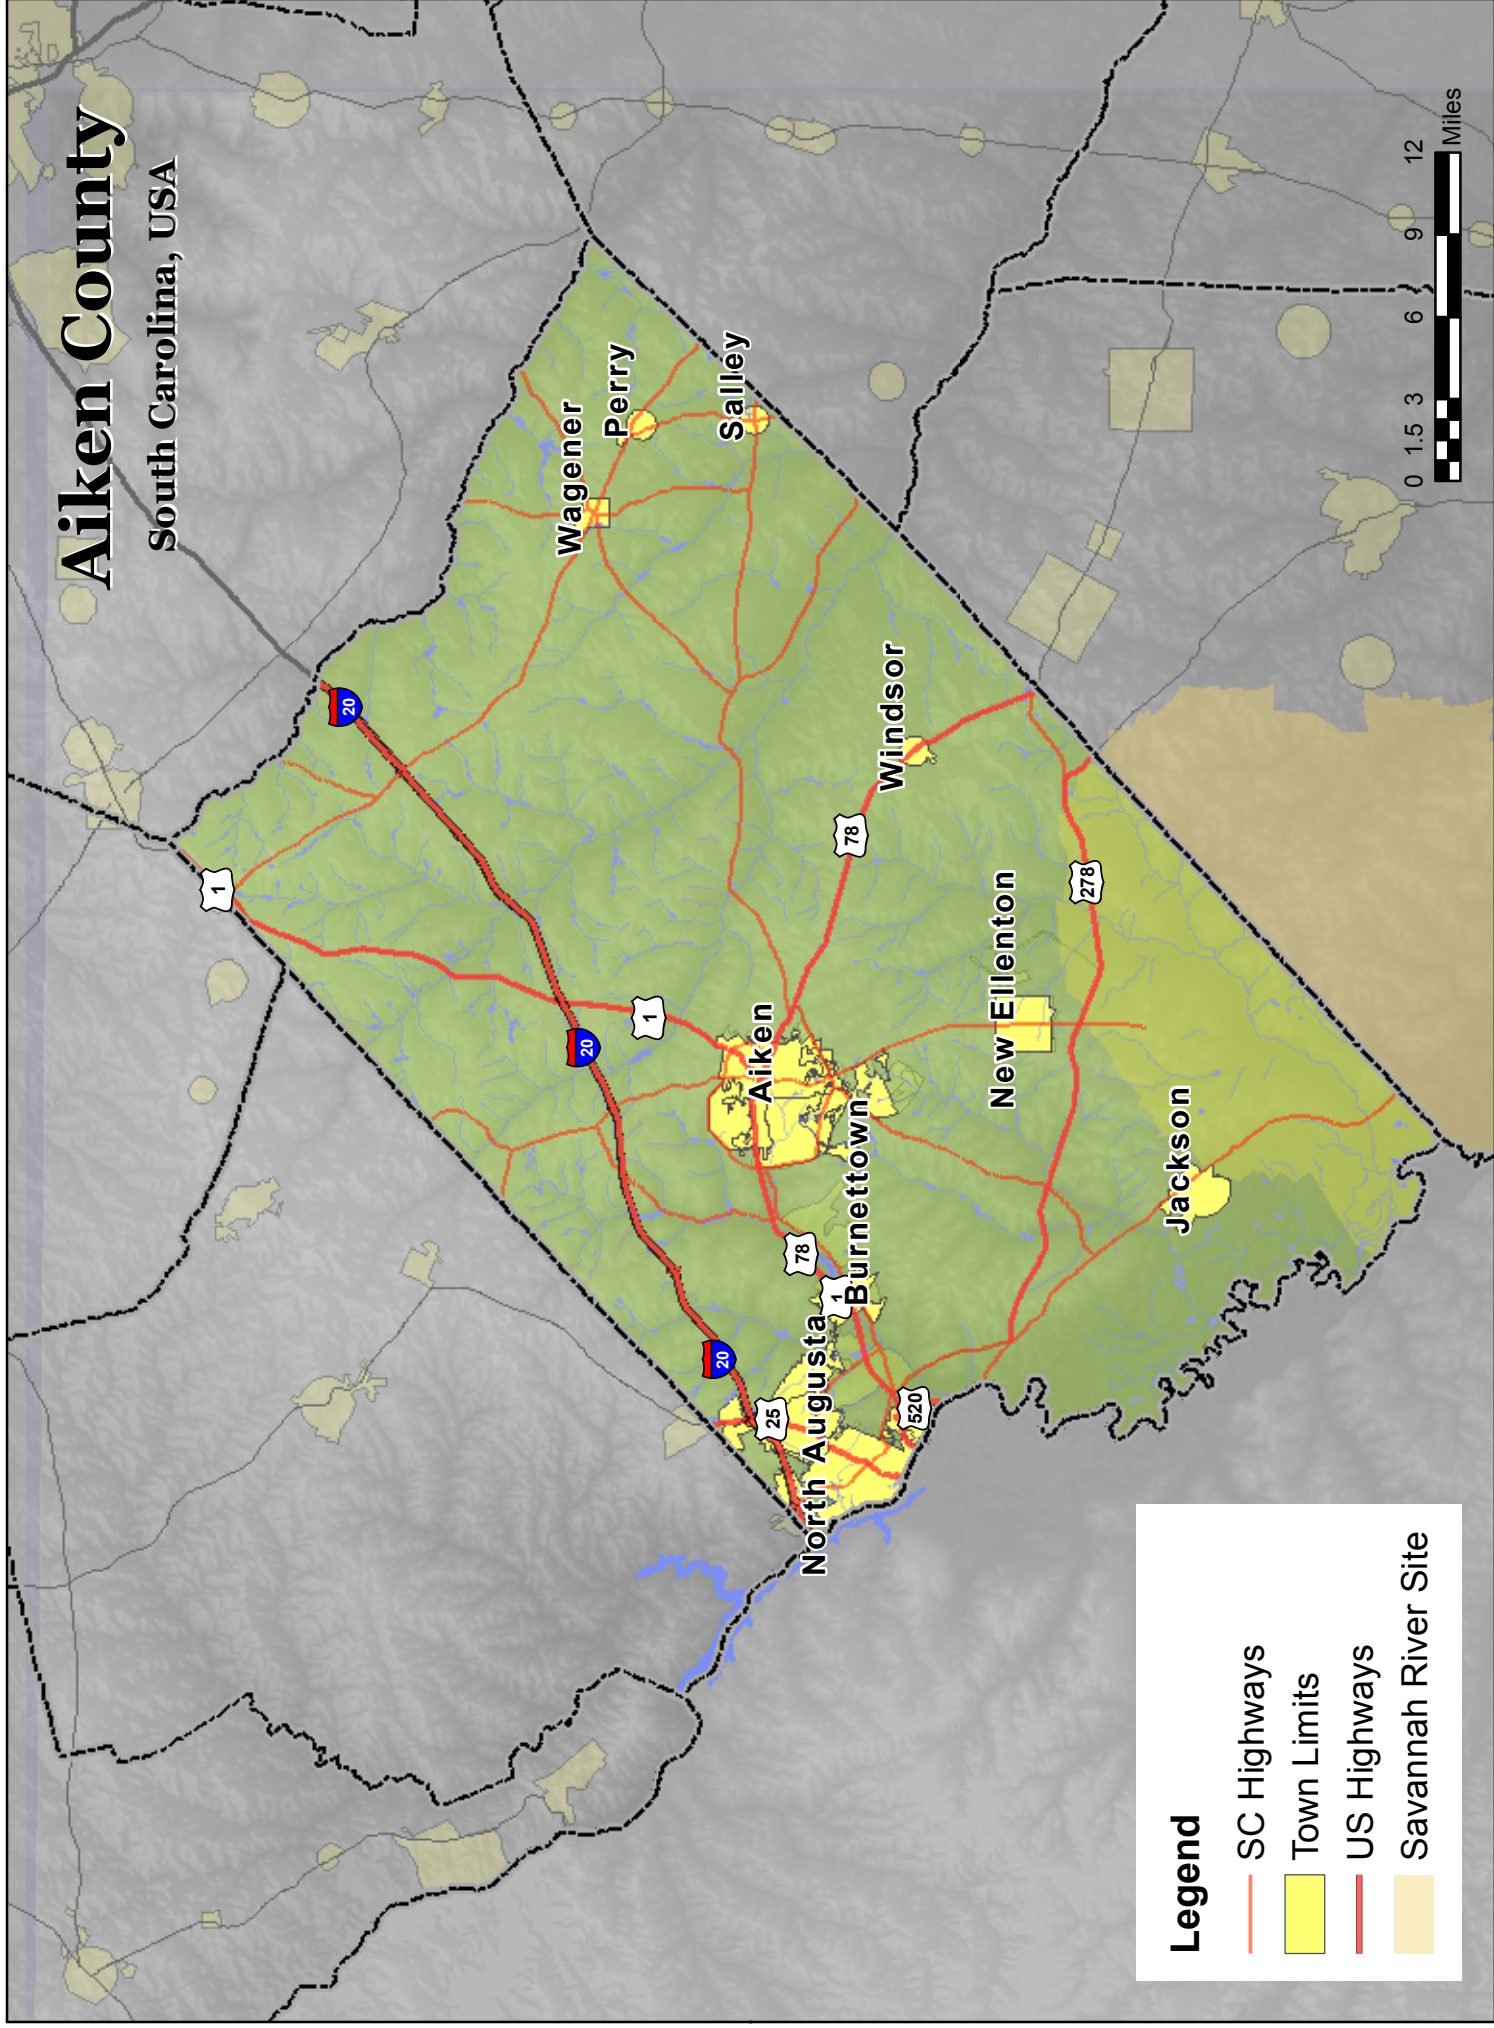 Aiken County
South Carolina, USA
1
20
Wagener
Perry
Salley
20
1
Aiken
78
Windsor
20
25
78
1
North Augusta
Burnettown
520
New Ellenton
278
Jackson
Legend
SC Highways
Town Limits
US Highways
Savannah River Site
0 1.5 3 6 9 12
Miles